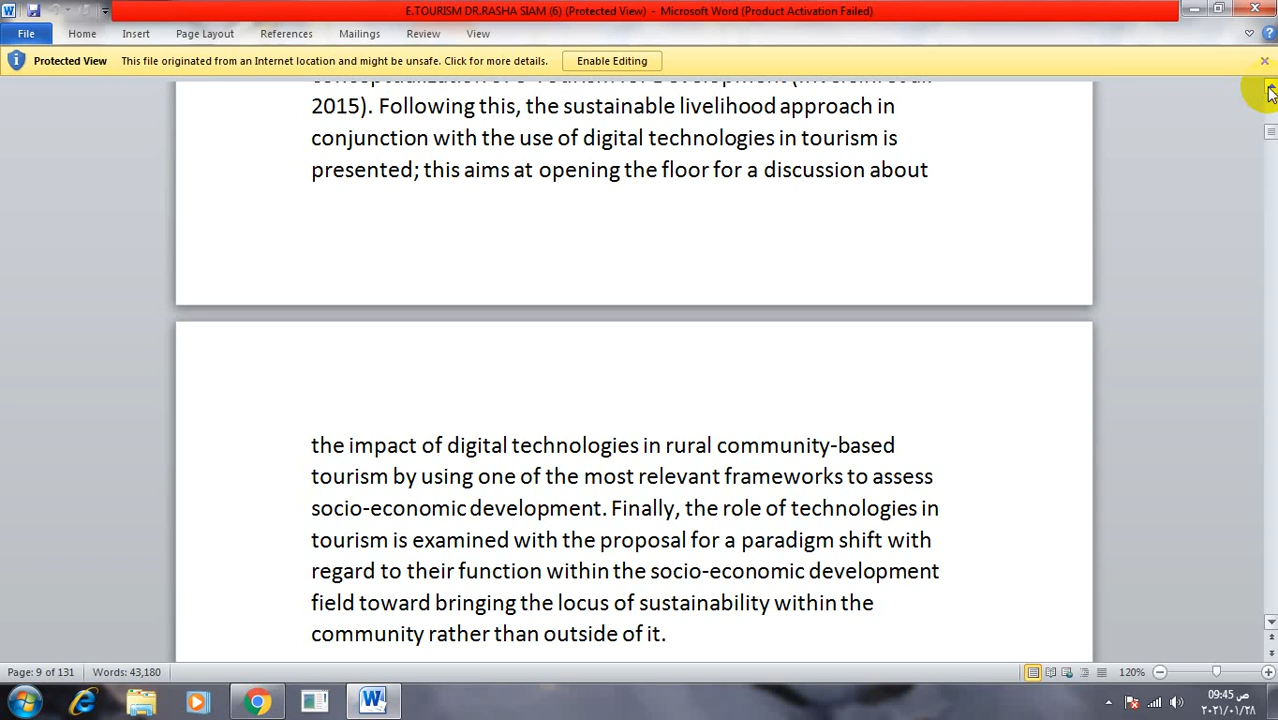 E.TOURISM DR.RASHA SIAM (6) (Protected View) - Microsoft Word (Product Activation Failed)
File Home Insert Page Layout References Mailings Review View
Protected View This file originated from an Internet location and might be unsafe. Click for more details. Enable Editing
2015). Following this, the sustainable livelihood approach in
conjunction with the use of digital technologies in tourism is
presented; this aims at opening the floor for a discussion about
the impact of digital technologies in rural community-based
tourism by using one of the most relevant frameworks to assess
socio-economic development. Finally, the role of technologies in
tourism is examined with the proposal for a paradigm shift with
regard to their function within the socio-economic development
field toward bringing the locus of sustainability within the
community rather than outside of it.
Page: 9 of 131 Words: 43,180 120%
09:45 ص
٢٠٢١/٠١/٢٨